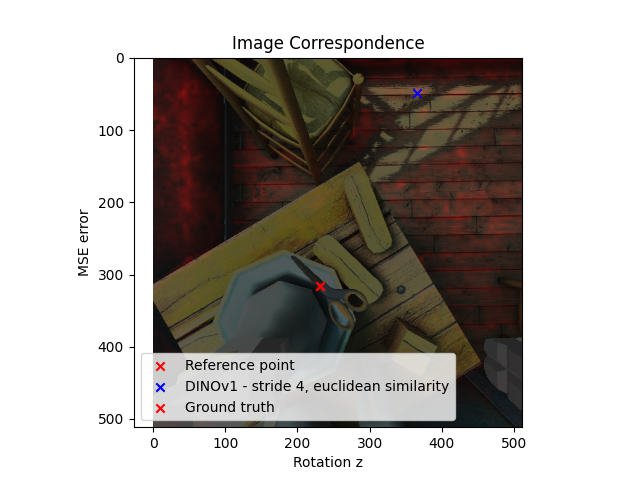 Image Correspondence
MSE error
0
100
200
300
400
500
Reference point
DINOv1 - stride 4, euclidean similarity
Ground truth
0
100
200
300
400
500
Rotation z